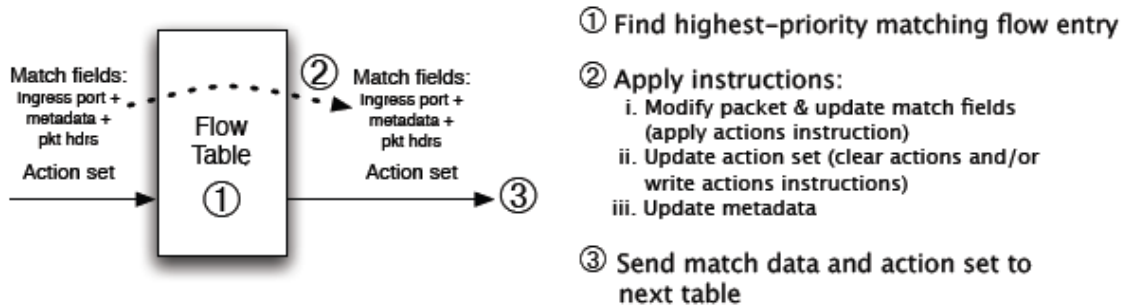 Match fields:
Ingress port +
metadata +
pkt hdrs
Action set
Flow
Table
①
②
Match fields:
Ingress port +
metadata +
pkt hdrs
Action set
③
① Find highest-priority matching flow entry
② Apply instructions:
i. Modify packet & update match fields
(apply actions instruction)
ii. Update action set (clear actions and/or
write actions instructions)
iii. Update metadata
③ Send match data and action set to
next table